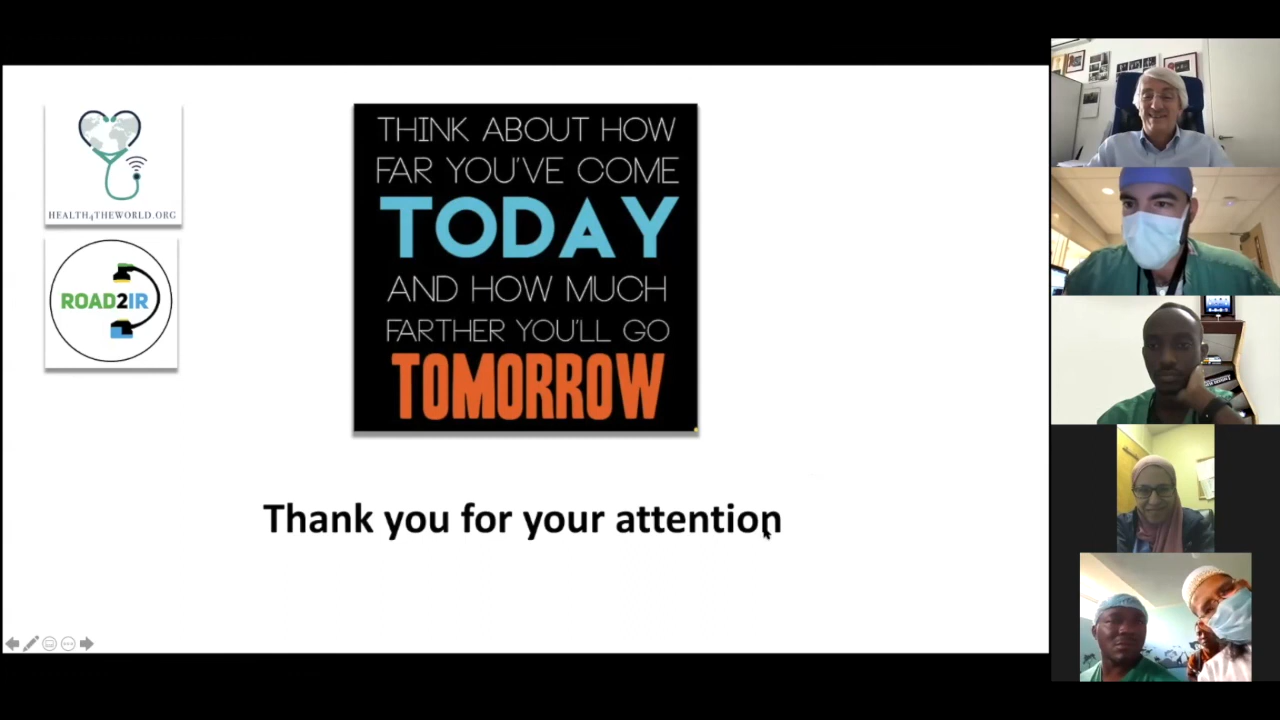 HEALTH4THEWORLD.ORG
ROAD2IR
THINK ABOUT HOW
FAR YOU'VE COME
TODAY
AND HOW MUCH
FARTHER YOU'LL GO
TOMORROW
Thank you for your attention